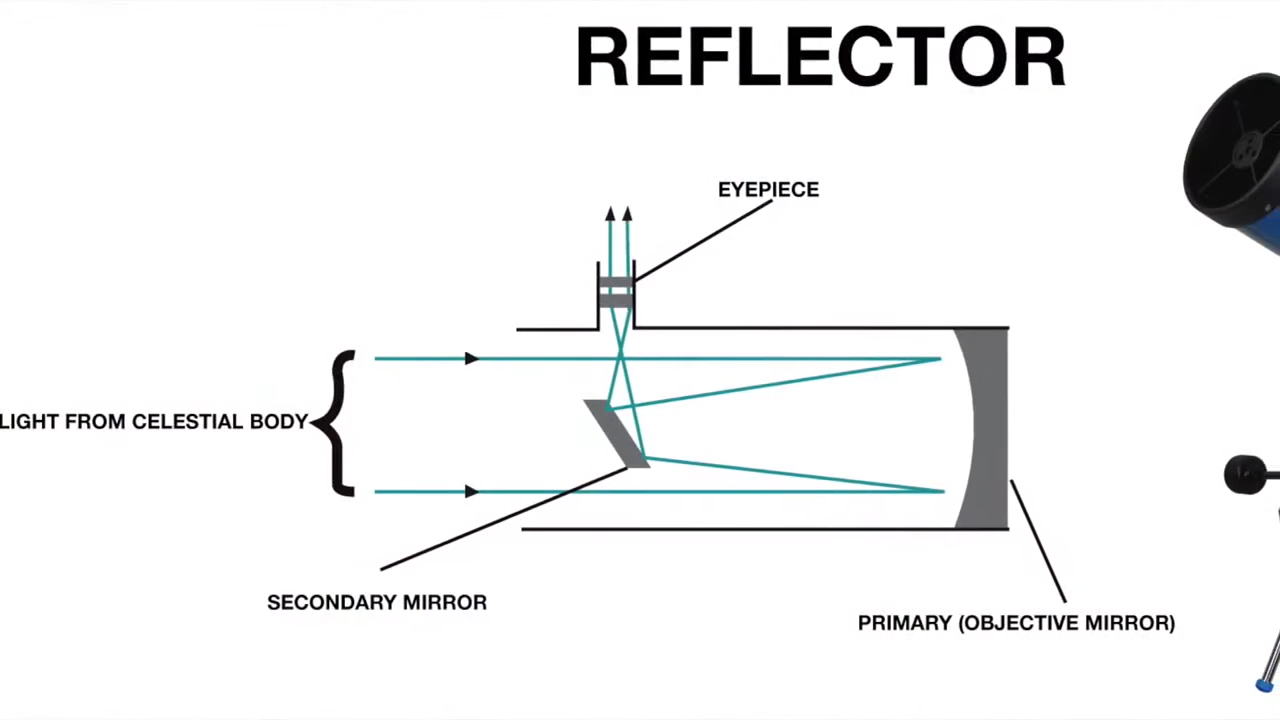 REFLECTOR
EYEPIECE
LIGHT FROM CELESTIAL BODY
SECONDARY MIRROR
PRIMARY (OBJECTIVE MIRROR)